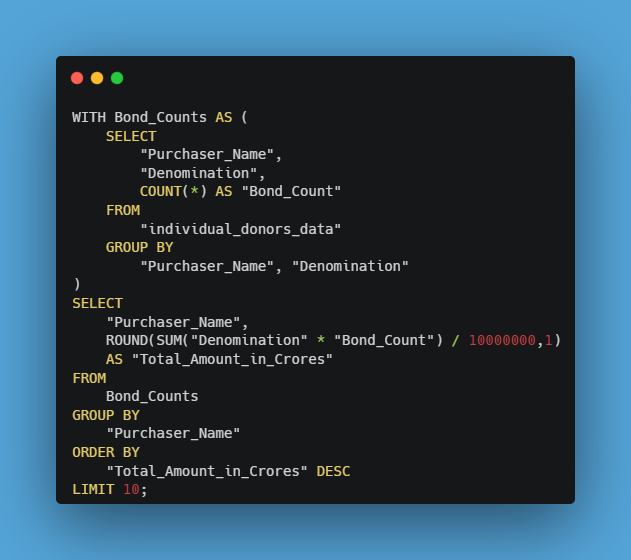 WITH Bond_Counts AS (
    SELECT
        "Purchaser_Name",
        "Denomination",
        COUNT(*) AS "Bond_Count"
    FROM
        "individual_donors_data"
    GROUP BY
        "Purchaser_Name", "Denomination"
)
SELECT
    "Purchaser_Name",
    ROUND(SUM("Denomination" * "Bond_Count") / 10000000,1)
    AS "Total_Amount_in_Crores"
FROM
    Bond_Counts
GROUP BY
    "Purchaser_Name"
ORDER BY
    "Total_Amount_in_Crores" DESC
LIMIT 10;